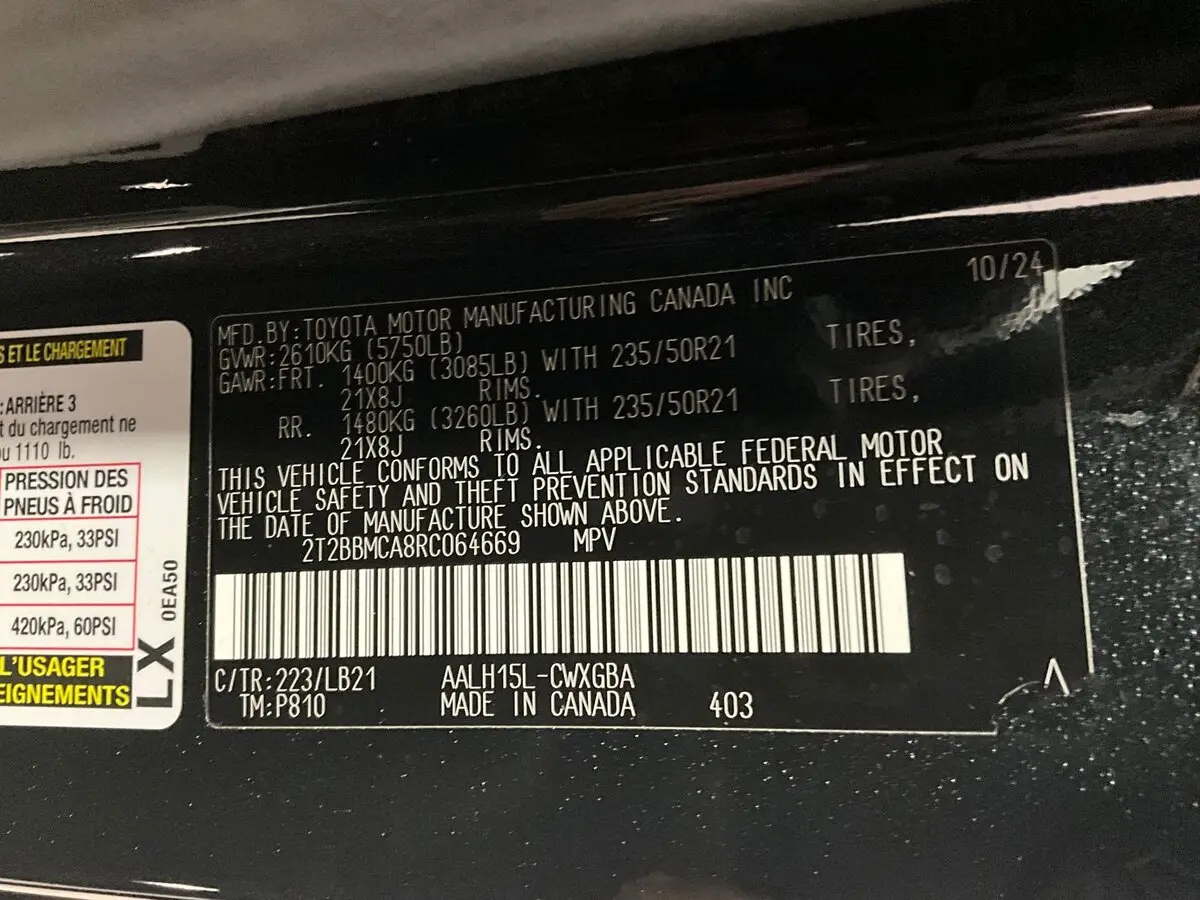 10/24
MFD.BY:TOYOTA MOTOR MANUFACTURING CANADA INC
GVWR:2610KG (5750LB)
GAWR:FRT. 1400KG (3085LB) WITH 235/50R21 TIRES,
21X8J RIMS.
RR. 1480KG (3260LB) WITH 235/50R21 TIRES,
21X8J RIMS.
THIS VEHICLE CONFORMS TO ALL APPLICABLE FEDERAL MOTOR
VEHICLE SAFETY AND THEFT PREVENTION STANDARDS IN EFFECT ON
THE DATE OF MANUFACTURE SHOWN ABOVE.
2T2BBMCA8RC064669 MPV
C/TR:223/LB21 AALH15L-CWXGBA
TM:P810 MADE IN CANADA 403
ET LE CHARGEMENT
:ARRIÈRE 3
du chargement ne
1110 lb.
PRESSION DES
PNEUS À FROID
230kPa, 33PSI
230kPa, 33PSI
420kPa, 60PSI
L'USAGER
EIGNEMENTS
LX 0EA50